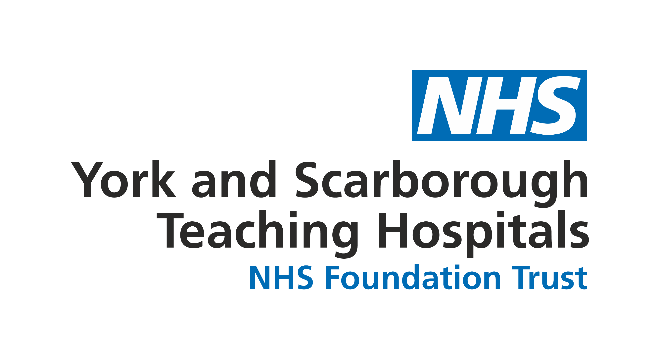 NHS
York and Scarborough
Teaching Hospitals
NHS Foundation Trust